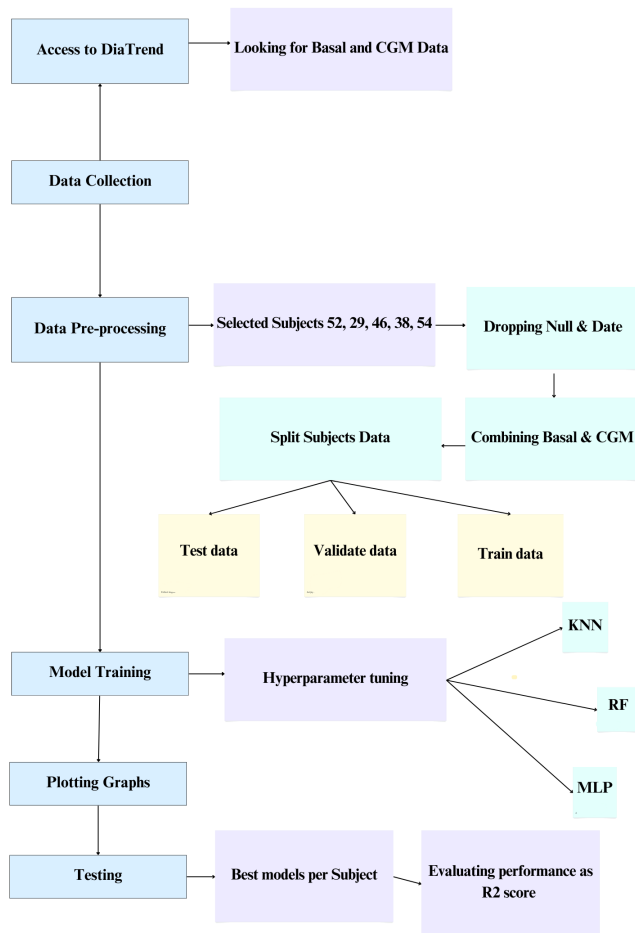 Access to DiaTrend
Looking for Basal and CGM Data
Data Collection
Data Pre-processing
Selected Subjects 52, 29, 46, 38, 54
Dropping Null & Date
Split Subjects Data
Combining Basal & CGM
Test data
Validate data
Train data
KNN
Model Training
Hyperparameter tuning
RF
Plotting Graphs
MLP
Testing
Best models per Subject
Evaluating performance as
R2 score